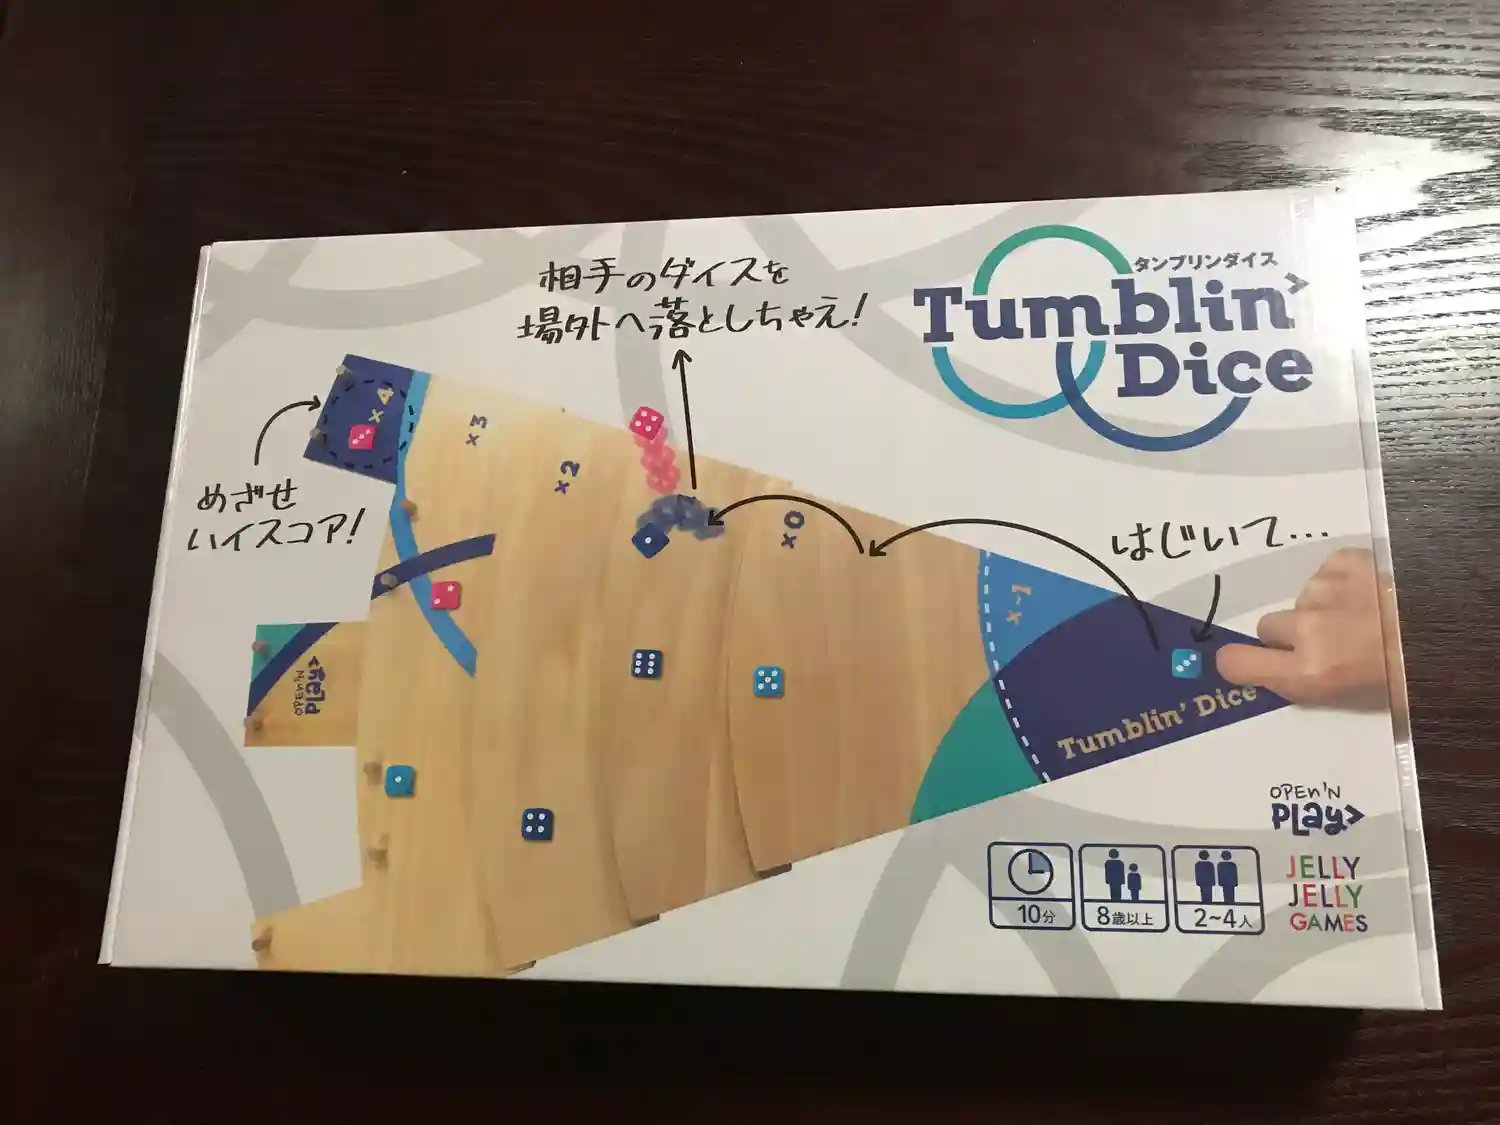 相手のダイスを
場外へ落としちゃえ！
タンブリンダイス
Tumblin'
Dice
×4
×3
×2
×0
×-1
めざせ
いイスコア！
はじいて…
Tumblin' Dice
OPEN'N
PLay>
OPEN'N
PLay>
10分
8歳以上
2~4人
JELLY
JELLY
GAMES